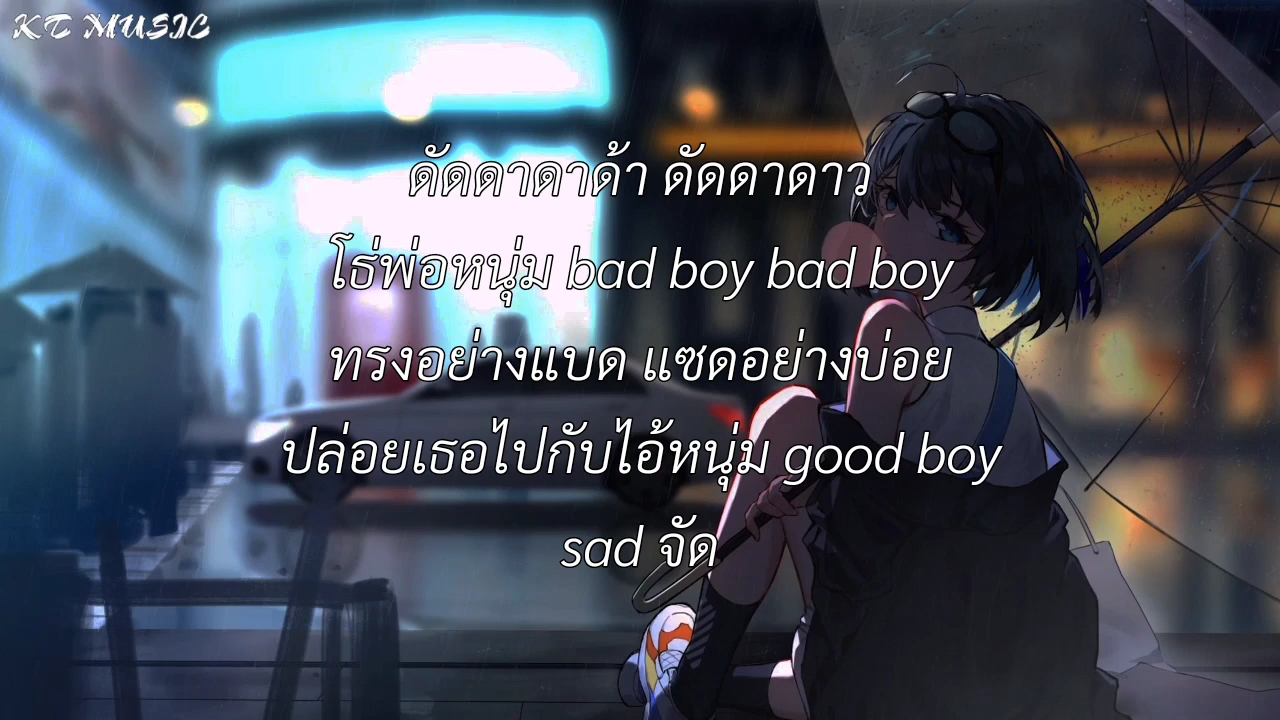 KT MUSIC
ดัดดาดาด้า ดัดดาดาว
โธ่พ่อหนุ่ม bad boy bad boy
ทรงอย่างแบด แซดอย่างบ่อย
ปล่อยเธอไปกับไอ้หนุ่ม good boy
sad จัด